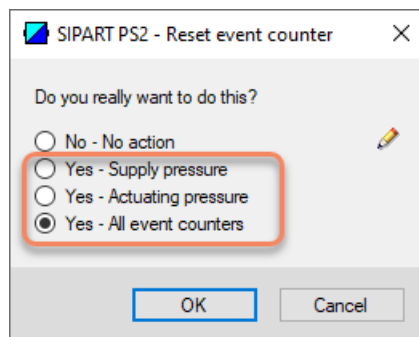 SIPART PS2 - Reset event counter
Do you really want to do this?
No - No action
Yes - Supply pressure
Yes - Actuating pressure
Yes - All event counters
OK Cancel